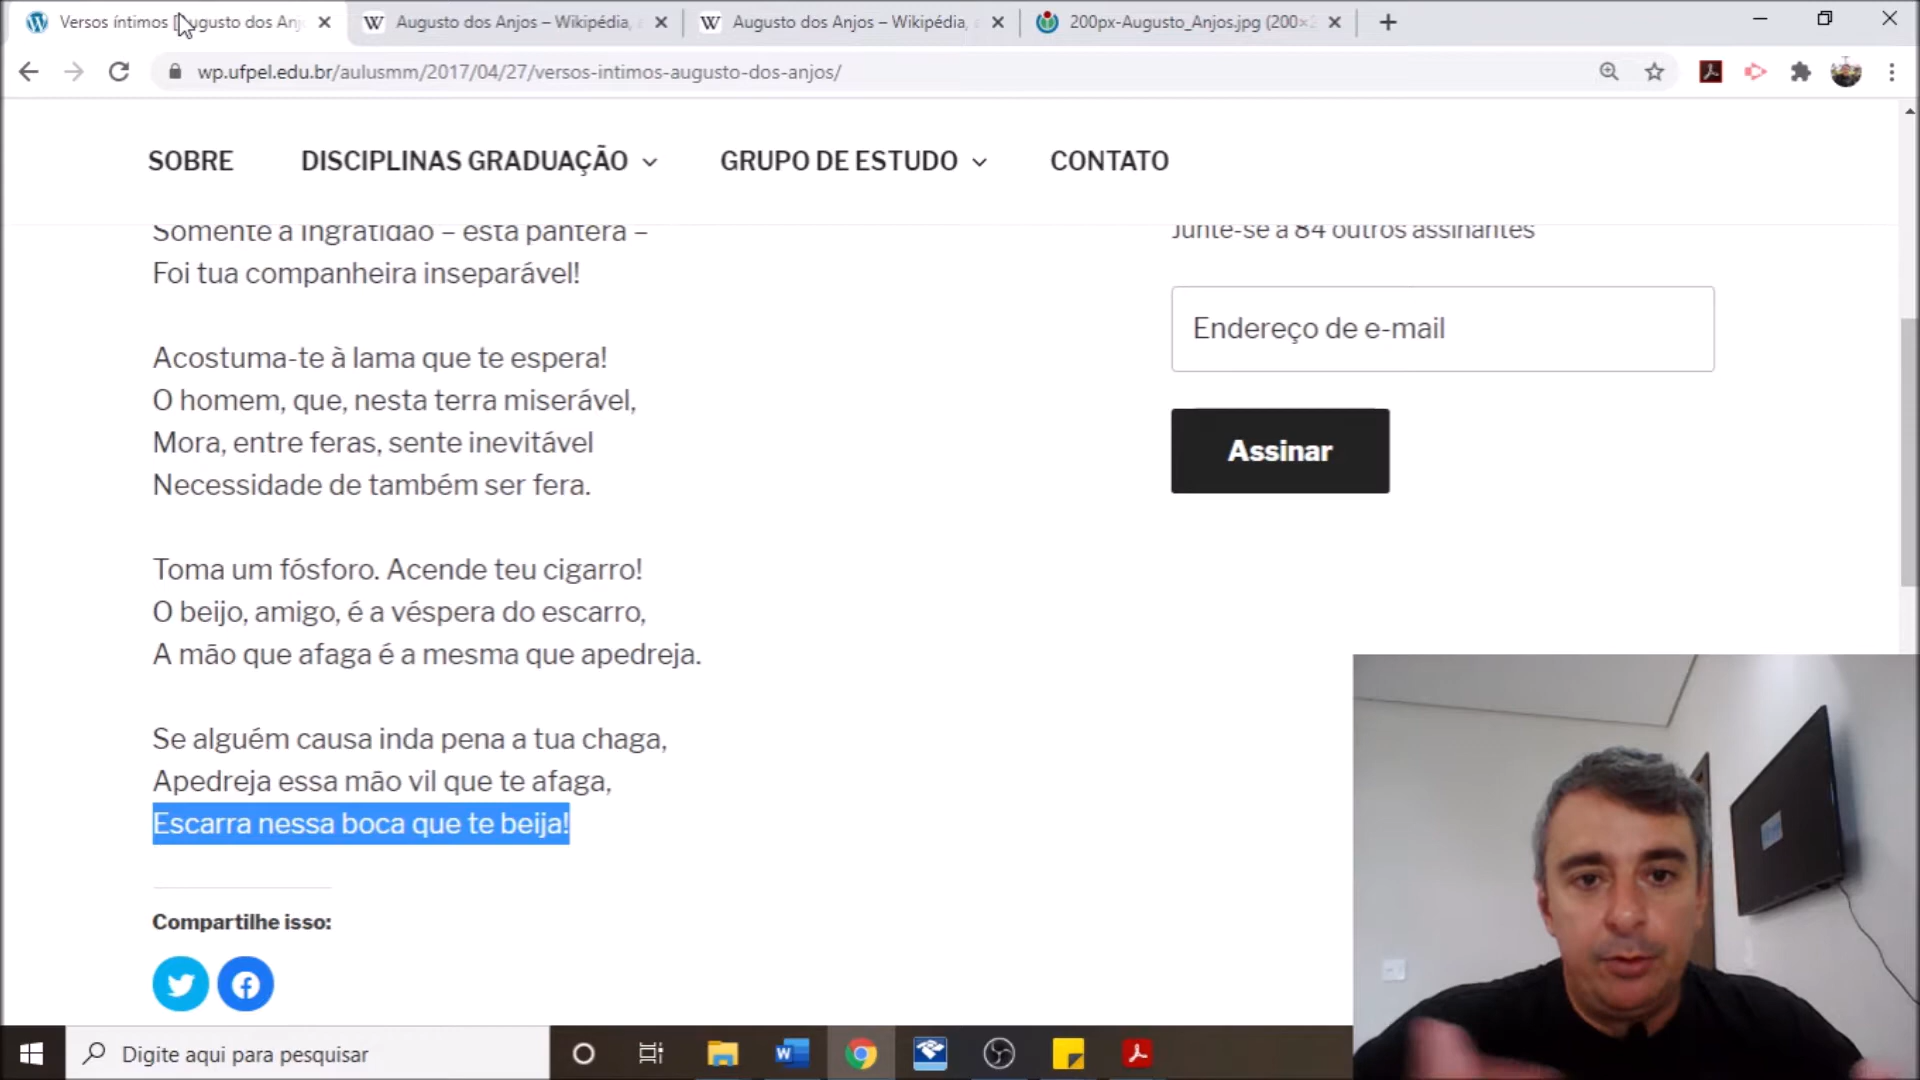 Versos íntimos [Augusto dos Anj
Augusto dos Anjos – Wikipédia,
Augusto dos Anjos – Wikipédia,
200px-Augusto_Anjos.jpg (200×2
wp.ufpel.edu.br/aulusmm/2017/04/27/versos-intimos-augusto-dos-anjos/
SOBRE
DISCIPLINAS GRADUAÇÃO
GRUPO DE ESTUDO
CONTATO
Somente a Ingratidão – esta pantera –
Foi tua companheira inseparável!
Acostuma-te à lama que te espera!
O homem, que, nesta terra miserável,
Mora, entre feras, sente inevitável
Necessidade de também ser fera.
Toma um fósforo. Acende teu cigarro!
O beijo, amigo, é a véspera do escarro,
A mão que afaga é a mesma que apedreja.
Se alguém causa inda pena a tua chaga,
Apedreja essa mão vil que te afaga,
Escarra nessa boca que te beija!
Compartilhe isso:
Junte-se a 84 outros assinantes
Endereço de e-mail
Assinar
Digite aqui para pesquisar